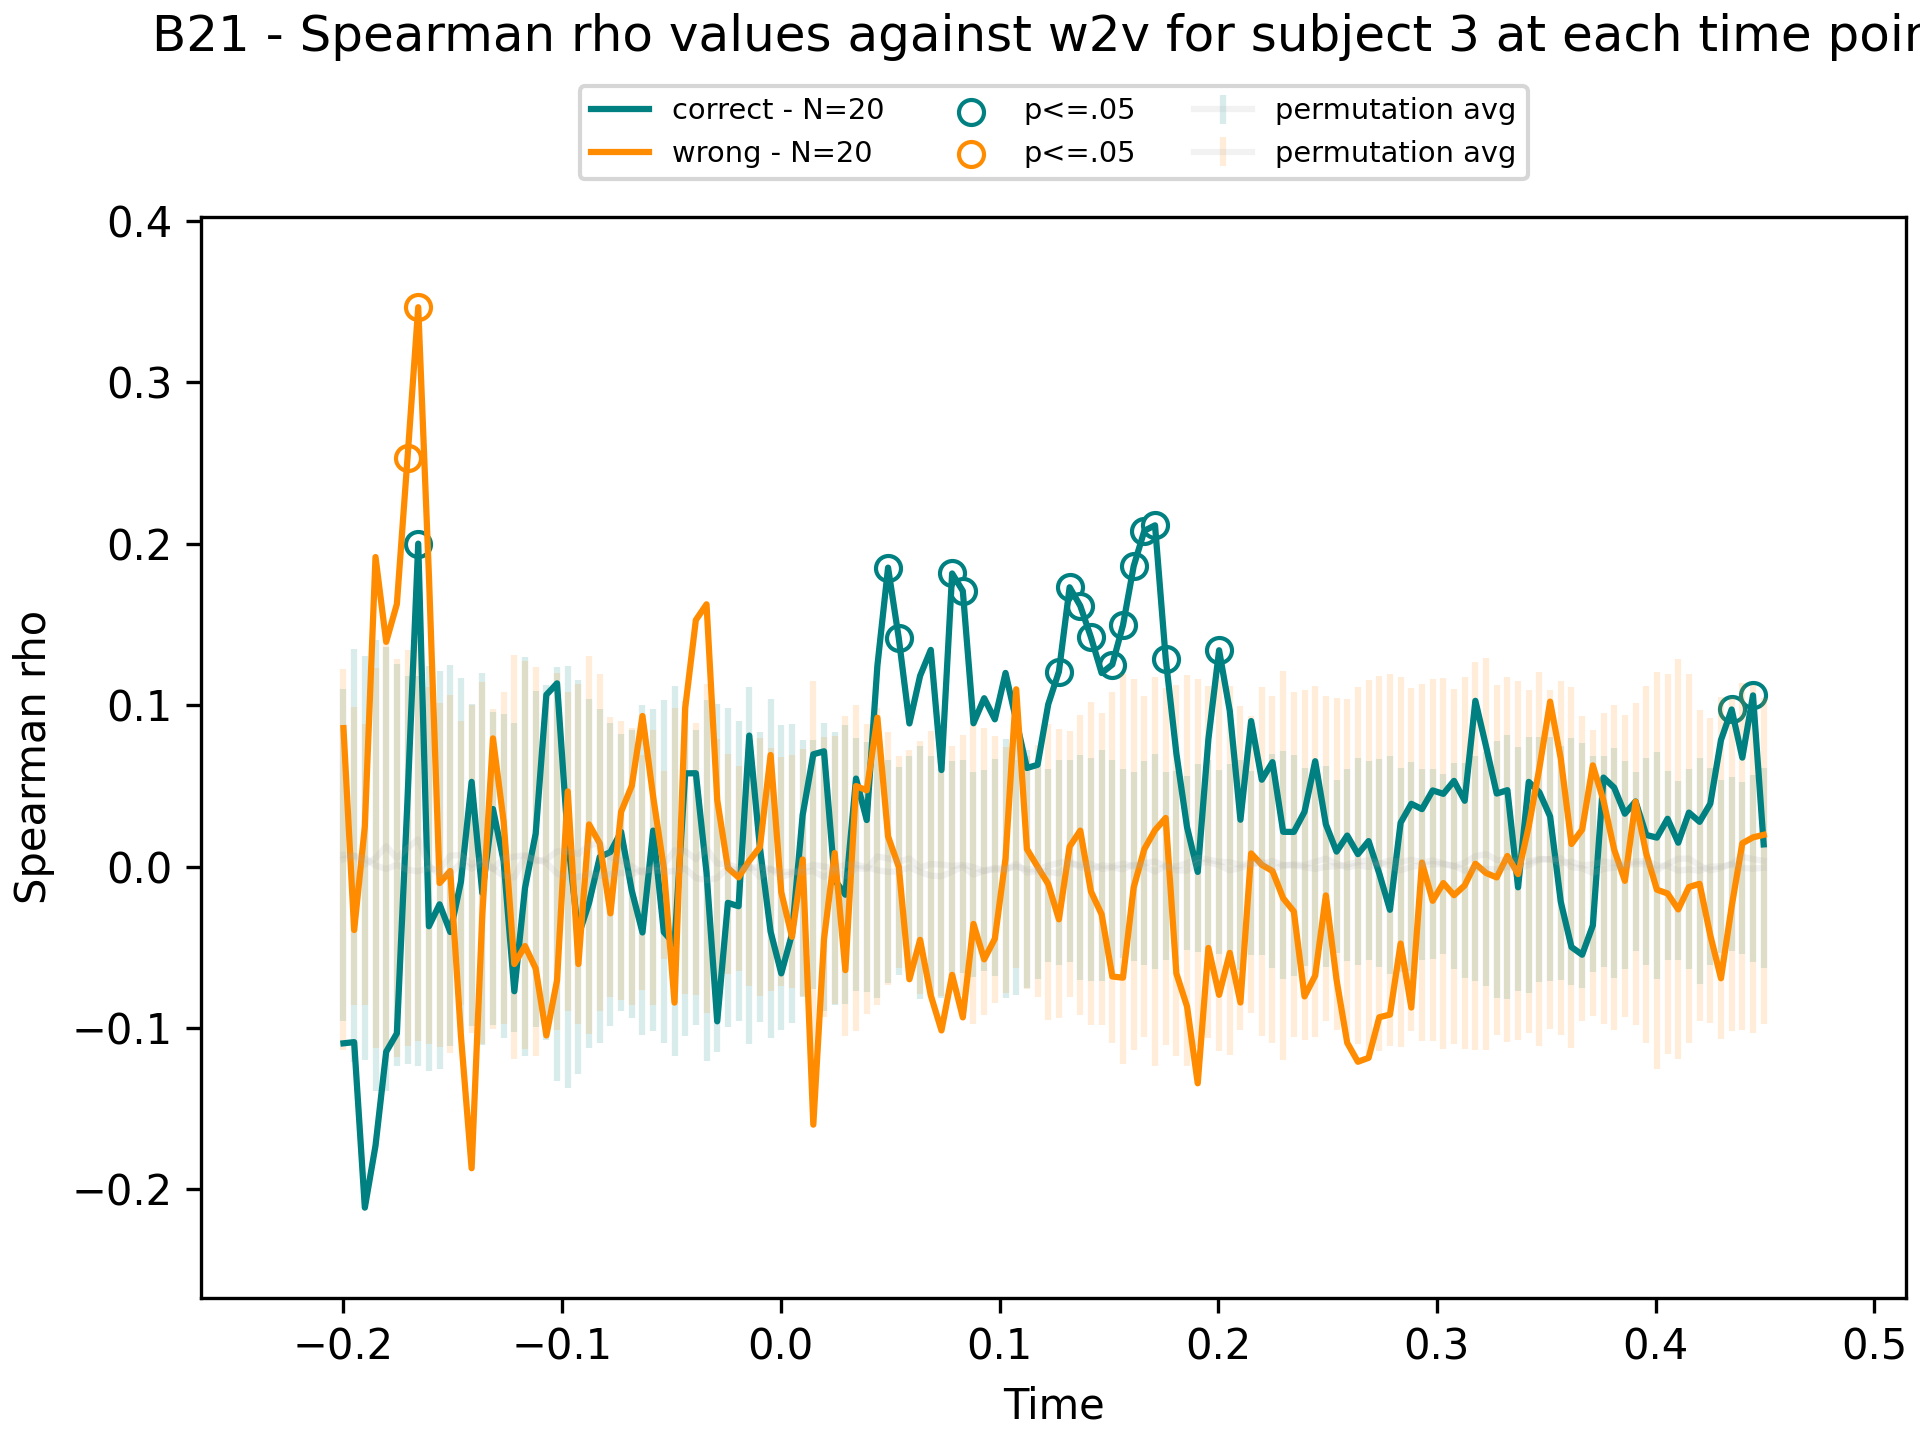 B21 - Spearman rho values against w2v for subject 3 at each time
correct - N=20
wrong - N=20
p<=.05
p<=.05
permutation avg
permutation avg
0.4
0.3
0.2
0.1
0.0
−0.1
−0.2
Spearman rho
−0.2 −0.1 0.0 0.1 0.2 0.3 0.4 0.5
Time